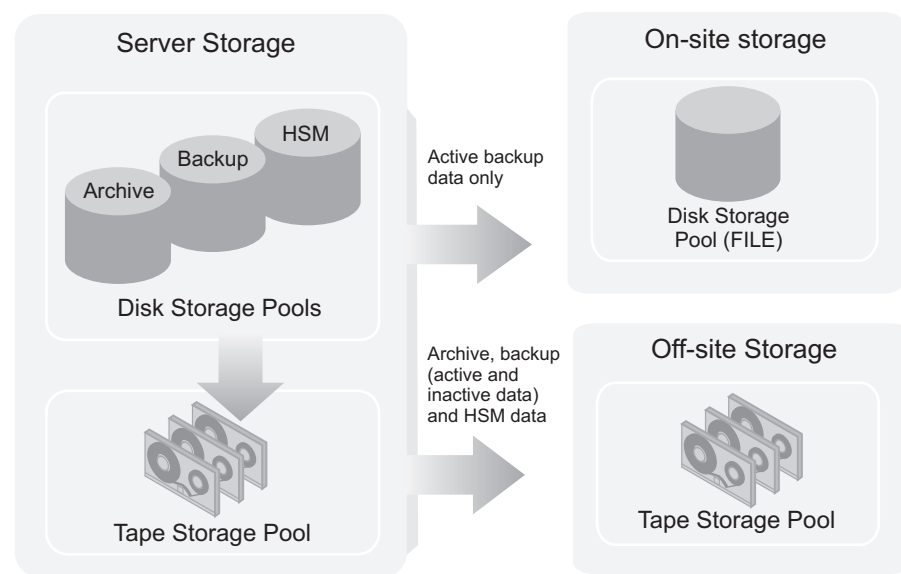 Server Storage
HSM
Backup
Archive
Disk Storage Pools
Tape Storage Pool
Active backup
data only
Archive, backup
(active and
inactive data)
and HSM data
On-site storage
Disk Storage
Pool (FILE)
Off-site Storage
Tape Storage Pool